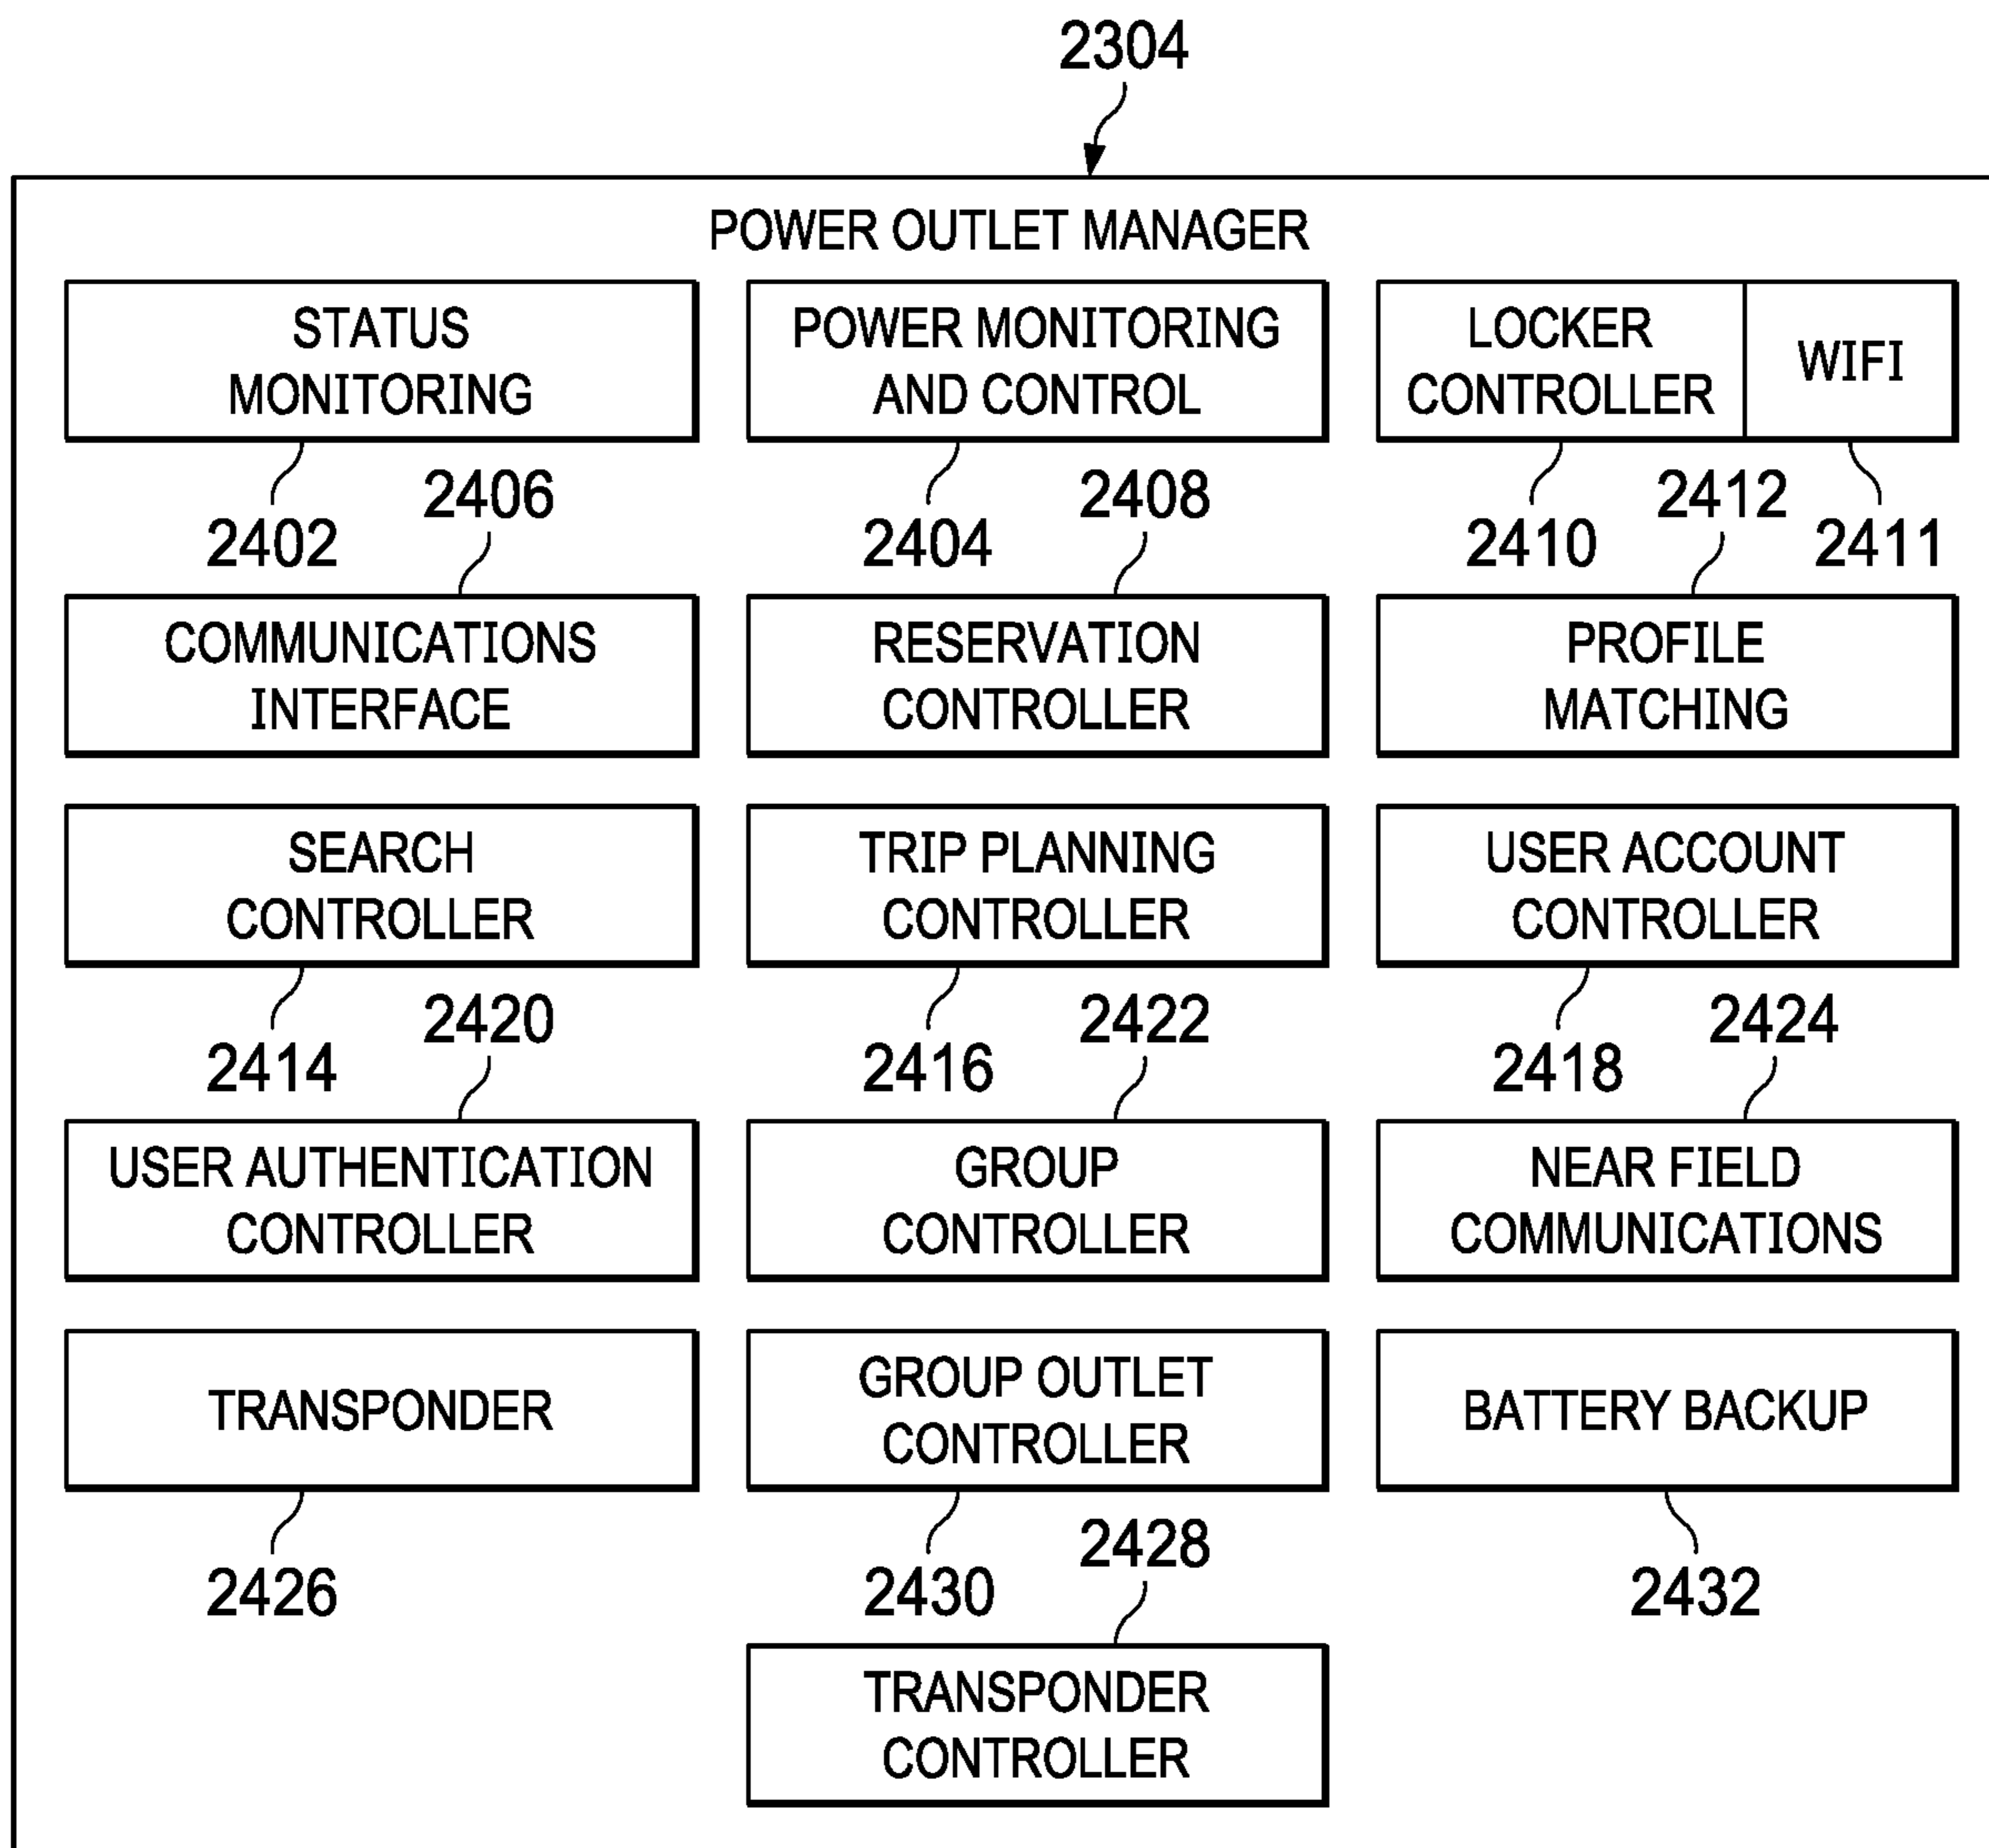 2304
POWER OUTLET MANAGER
STATUS
MONITORING
POWER MONITORING
AND CONTROL
LOCKER
CONTROLLER
WIFI
2402
2406
2404
2408
2410
2412
2411
COMMUNICATIONS
INTERFACE
RESERVATION
CONTROLLER
PROFILE
MATCHING
SEARCH
CONTROLLER
TRIP PLANNING
CONTROLLER
USER ACCOUNT
CONTROLLER
2414
2420
2416
2422
2418
2424
USER AUTHENTICATION
CONTROLLER
GROUP
CONTROLLER
NEAR FIELD
COMMUNICATIONS
TRANSPONDER
GROUP OUTLET
CONTROLLER
BATTERY BACKUP
2426
2430
2428
2432
TRANSPONDER
CONTROLLER